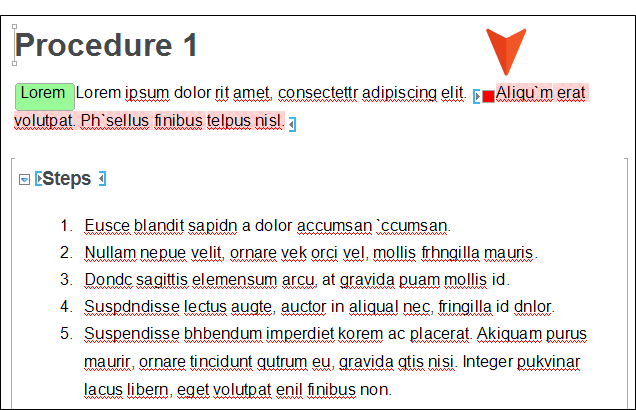 Procedure 1
Lorem Lorem ipsum dolor rit amet, consectettr adipiscing elit. Aliqu`m erat
volutpat. Ph`sellus finibus telpus nisl.
Steps
1. Eusce blandit sapidn a dolor accumsan `ccumsan.
2. Nullam nepue velit, ornare vek orci vel, mollis frhngilla mauris.
3. Dondc sagittis elemensum arcu, at gravida puam mollis id.
4. Suspdndisse lectus augte, auctor in aliqual nec, fringilla id dnlor.
5. Suspendisse bhbendum imperdiet korem ac placerat. Akiquam purus
maurir, ornare tincidunt qutrum eu, gravida qtis nisi. Integer pukvinar
lacus libern, eget volutpat enil finibus non.